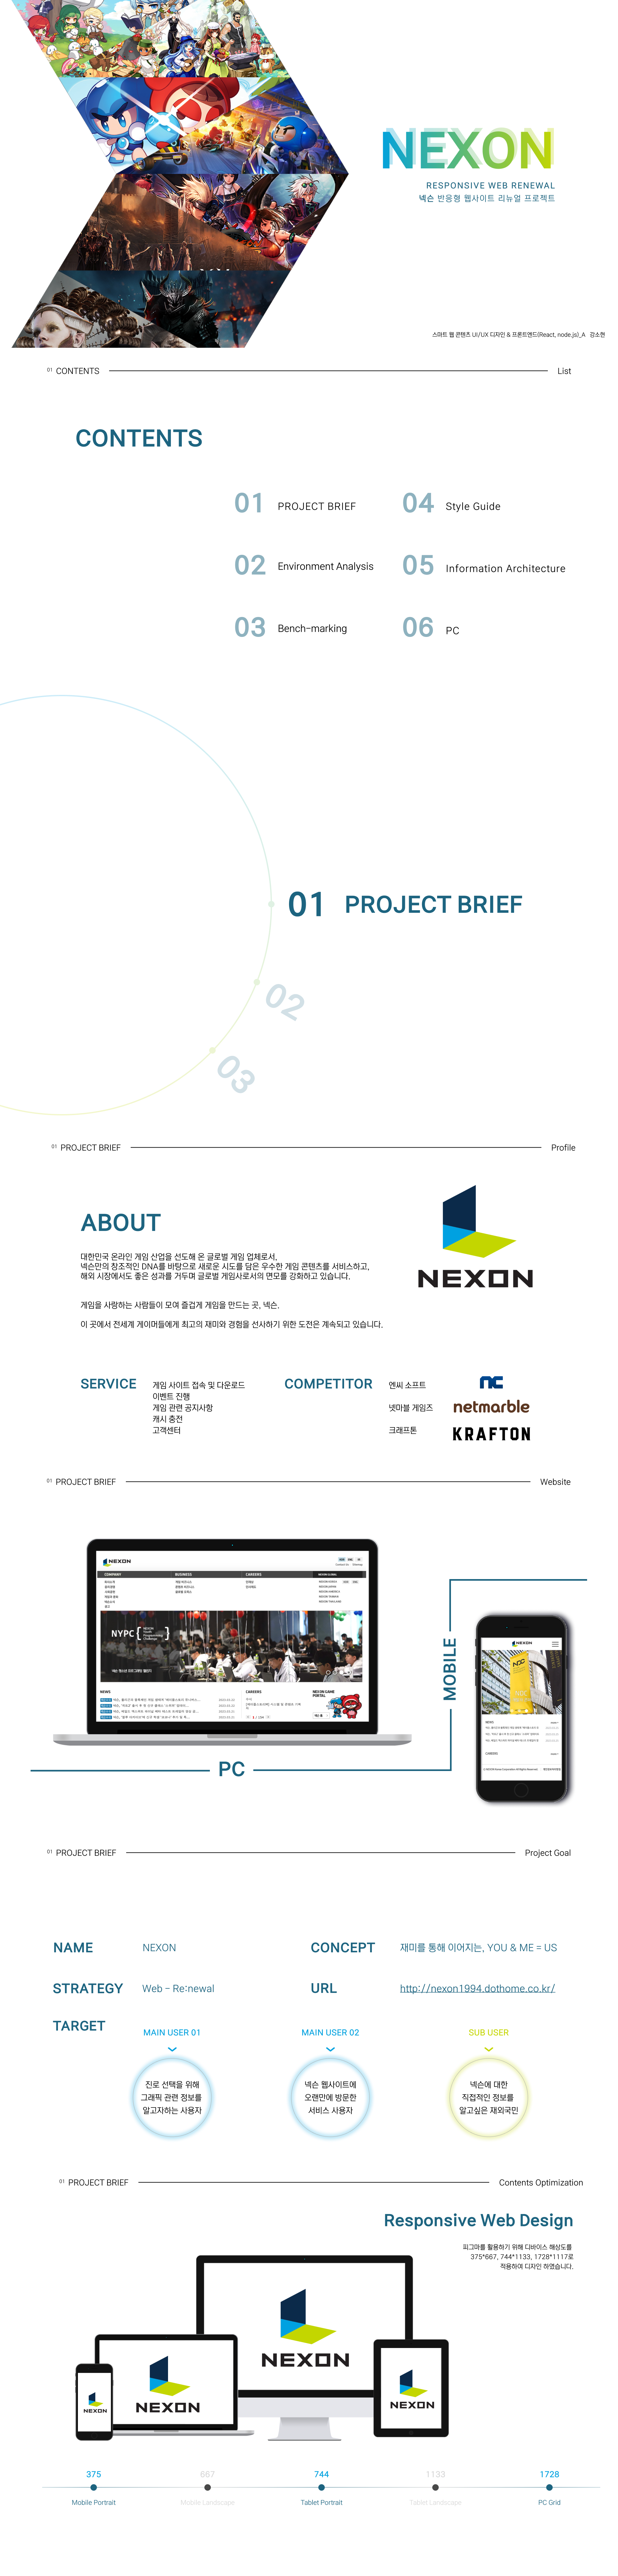 NEXON
RESPONSIVE WEB RENEWAL
넥슨 반응형 웹사이트 리뉴얼 프로젝트
스마트 웹 콘텐츠 UI/UX 디자인 & 프론트엔드(React, node.js)_A 강소현
01 CONTENTS
List
CONTENTS
01 PROJECT BRIEF
04 Style Guide
02 Environment Analysis
05 Information Architecture
03 Bench-marking
06 PC
01 PROJECT BRIEF
02
03
01 PROJECT BRIEF
Profile
ABOUT
대한민국 온라인 게임 산업을 선도해 온 글로벌 게임 업체로서,
넥슨만의 창조적인 DNA를 바탕으로 새로운 시도를 담은 우수한 게임 콘텐츠를 서비스하고,
해외 시장에서도 좋은 성과를 거두며 글로벌 게임사로서의 면모를 강화하고 있습니다.
게임을 사랑하는 사람들이 모여 즐겁게 게임을 만드는 곳, 넥슨.
이 곳에서 전세계 게이머들에게 최고의 재미와 경험을 선사하기 위한 도전은 계속되고 있습니다.
NEXON
SERVICE
게임 사이트 접속 및 다운로드
이벤트 진행
게임 관련 공지사항
캐시 충전
고객센터
COMPETITOR
엔씨 소프트
nc
넷마블 게임즈
netmarble
크래프톤
KRAFTON
01 PROJECT BRIEF
Website
NEXON
COMPANY
BUSINESS
CAREERS
NYPC
NEWS
CAREERS
NEXON GAME
PORTAL
PC
MOBILE
NEXON
01 PROJECT BRIEF
Project Goal
NAME
NEXON
CONCEPT
재미를 통해 이어지는, YOU & ME = US
STRATEGY
Web - Re:newal
URL
http://nexon1994.dothome.co.kr/
TARGET
MAIN USER 01
MAIN USER 02
SUB USER
진로 선택을 위해
그래픽 관련 정보를
알고자하는 사용자
넥슨 웹사이트에
오랜만에 방문한
서비스 사용자
넥슨에 대한
직접적인 정보를
알고싶은 재외국민
01 PROJECT BRIEF
Contents Optimization
Responsive Web Design
피그마를 활용하기 위해 디바이스 해상도를
375*667, 744*1133, 1728*1117로
적용하여 디자인 하였습니다.
NEXON
NEXON
NEXON
NEXON
375
667
744
1133
1728
Mobile Portrait
Mobile Landscape
Tablet Portrait
Tablet Landscape
PC Grid